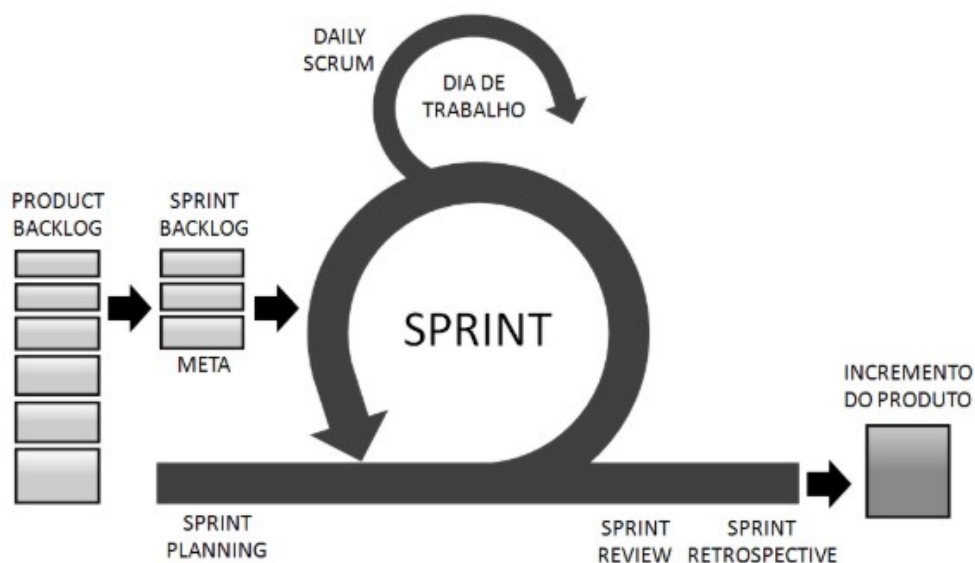 DAILY
SCRUM
DIA DE
TRABALHO
PRODUCT
BACKLOG
SPRINT
BACKLOG
META
SPRINT
INCREMENTO
DO PRODUTO
SPRINT
PLANNING
SPRINT
REVIEW
SPRINT
RETROSPECTIVE